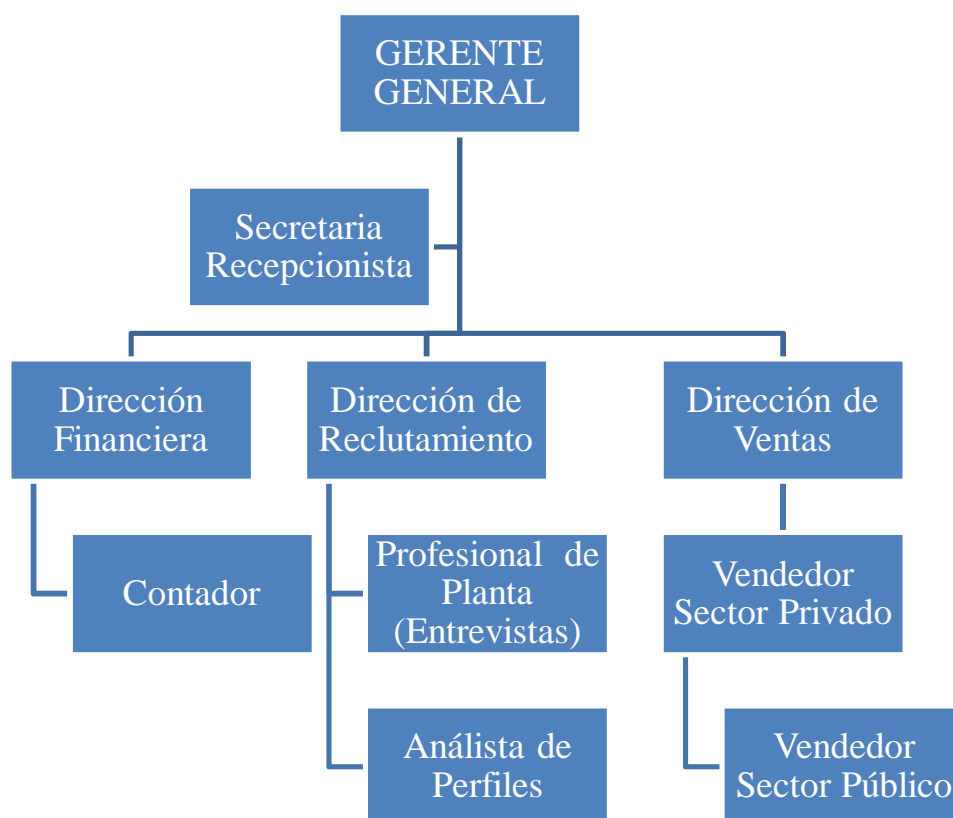 GERENTE
GENERAL
Secretaria
Recepcionista
Dirección
Financiera
Dirección de
Reclutamiento
Dirección de
Ventas
Contador
Profesional de
Planta
(Entrevistas)
Vendedor
Sector Privado
Análista de
Perfiles
Vendedor
Sector Público